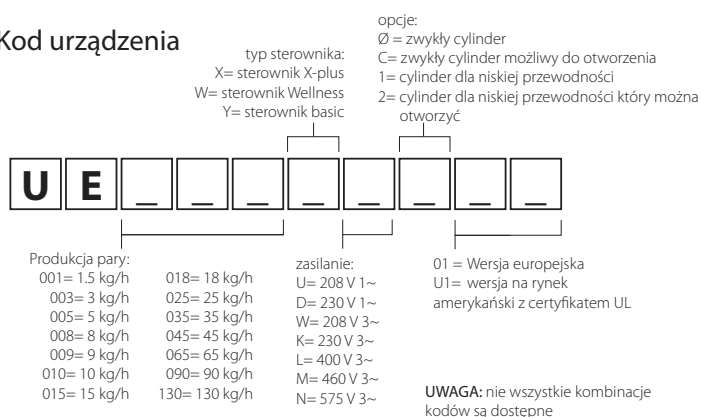 Kod urządzenia
typ sterownika:
X= sterownik X-plus
W= sterownik Wellness
Y= sterownik basic
opcje:
Ø = zwykły cylinder
C= zwykły cylinder możliwy do otworzenia
1= cylinder dla niskiej przewodności
2= cylinder dla niskiej przewodności który można
otworzyć
U E _ _ _ _ _ _ _ _
Produkcja pary:
001= 1.5 kg/h
003= 3 kg/h
005= 5 kg/h
008= 8 kg/h
009= 9 kg/h
010= 10 kg/h
015= 15 kg/h
018= 18 kg/h
025= 25 kg/h
035= 35 kg/h
045= 45 kg/h
065= 65 kg/h
090= 90 kg/h
130= 130 kg/h
zasilanie:
U= 208 V 1~
D= 230 V 1~
W= 208 V 3~
K= 230 V 3~
L= 400 V 3~
M= 460 V 3~
N= 575 V 3~
01 = Wersja europejska
U1= wersja na rynek
amerykański z certyfikatem UL
UWAGA: nie wszystkie kombinacje
kodów są dostępne